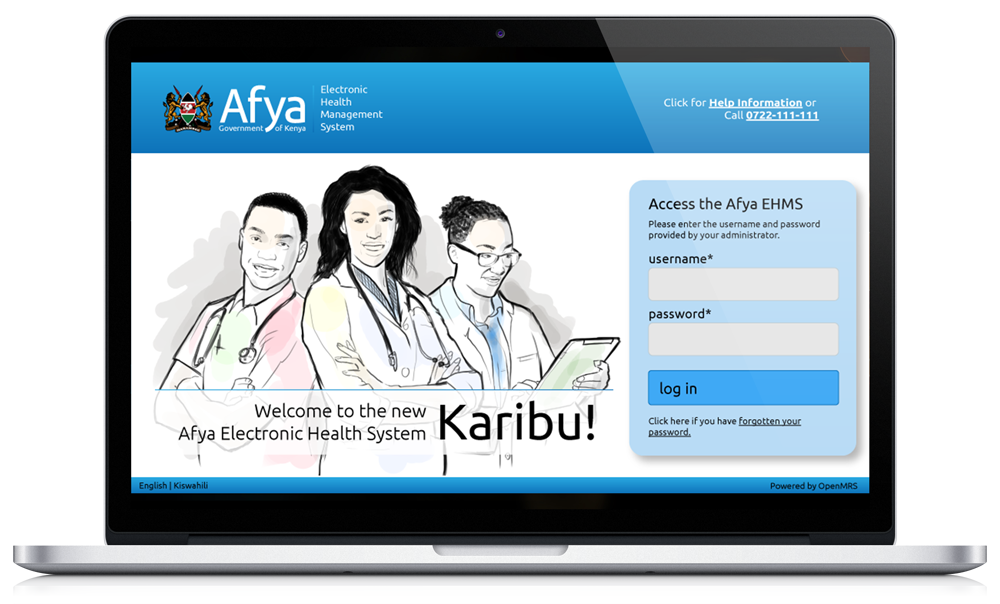 Afya
Government of Kenya
Electronic
Health
Management
System
Click for Help Information or
Call 0722-111-111
Access the Afya EHMS
Please enter the username and password
provided by your administrator.
username*
password*
log in
Click here if you have forgotten your
password.
Welcome to the new
Afya Electronic Health System
Karibu!
English | Kiswahili
Powered by OpenMRS